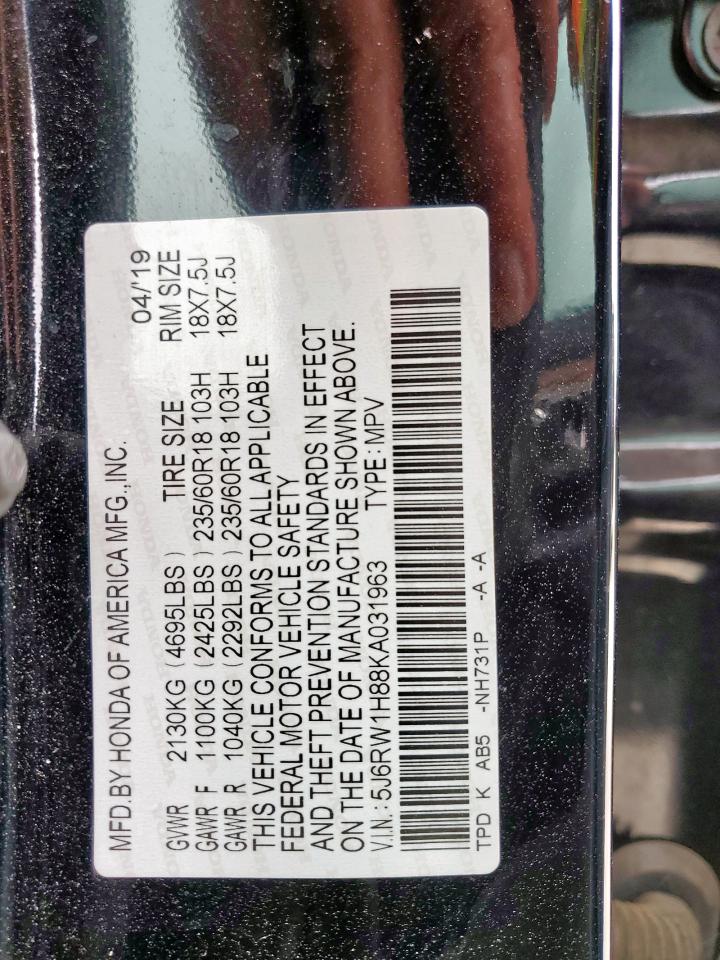 MFD.BY HONDA OF AMERICA MFG.,INC. 04/'19
GVWR 2130KG (4695LBS) TIRE SIZE RIM SIZE
GAWR F 1100KG (2425LBS) 235/60R18 103H 18X7.5J
GAWR R 1040KG (2292LBS) 235/60R18 103H 18X7.5J
THIS VEHICLE CONFORMS TO ALL APPLICABLE
FEDERAL MOTOR VEHICLE SAFETY
AND THEFT PREVENTION STANDARDS IN EFFECT
ON THE DATE OF MANUFACTURE SHOWN ABOVE.
V.I.N.: 5J6RW1H88KA031963 TYPE: MPV
TPD K AB5 -NH731P -A -A